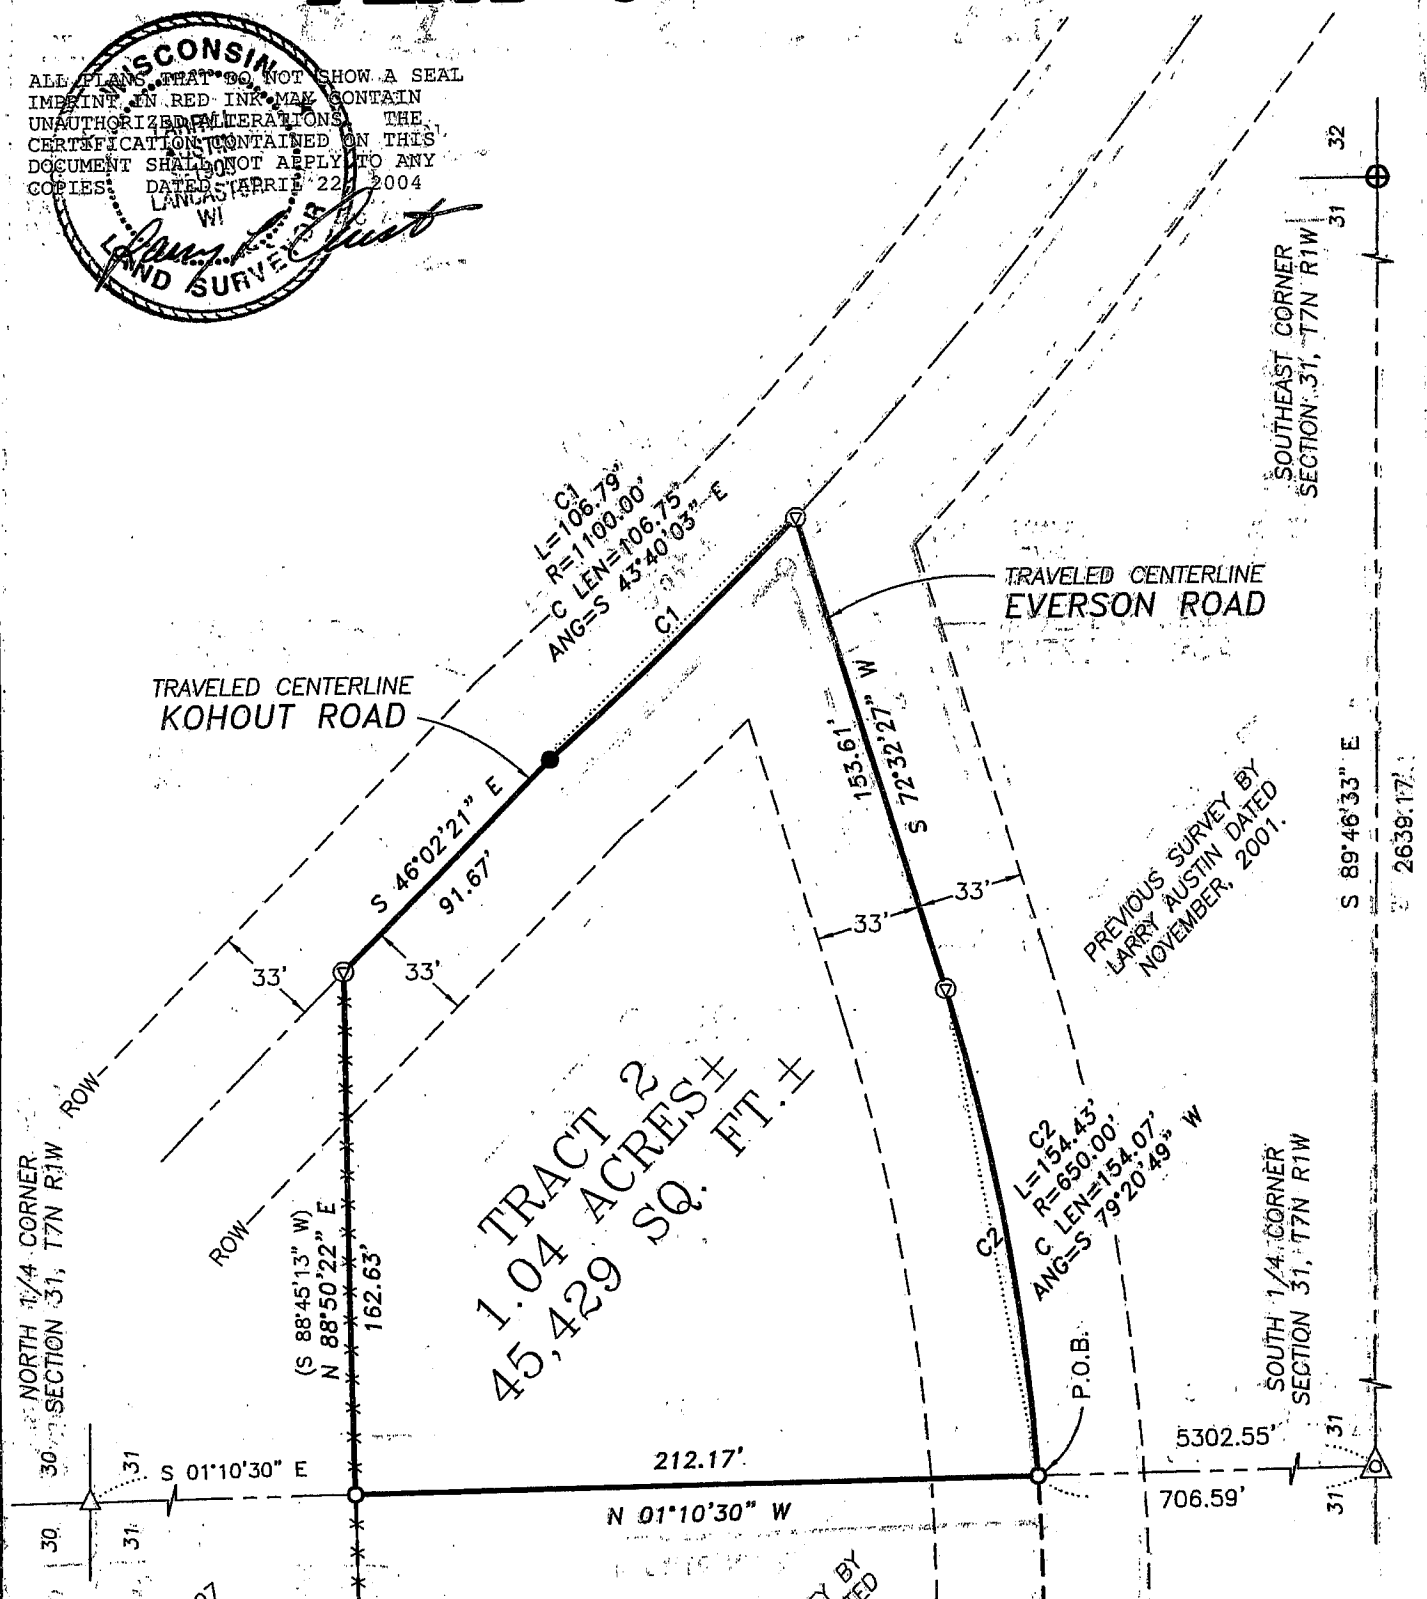 WISCONSIN
ALL PLANS THAT DO NOT SHOW A SEAL
IMPRINT IN RED INK MAY CONTAIN
UNAUTHORIZED ALTERATIONS. THE
CERTIFICATION CONTAINED ON THIS
DOCUMENT SHALL NOT APPLY TO ANY
COPIES. DATED APRIL 22, 2004
LANCASTER
WI
LAND SURVEYOR
32
31
SOUTHEAST CORNER
SECTION 31, T7N R1W
C1
L=106.79'
R=1100.00'
C LEN=106.75'
ANG=S 43°40'03" E
C1
TRAVELED CENTERLINE
EVERSON ROAD
TRAVELED CENTERLINE
KOHOUT ROAD
153.61'
S 72°32'27" W
S 46°02'21" E
91.67'
S 89°46'33" E
2639.17'
PREVIOUS SURVEY BY
LARRY AUSTIN DATED
NOVEMBER, 2001.
33'
33'
33'
33'
ROW
ROW
TRACT 2
1.04 ACRES±
45,429 SQ. FT.±
C2
L=154.43'
R=650.00'
C LEN=154.07'
ANG=S 79°20'49" W
C2
NORTH 1/4 CORNER
SECTION 31, T7N R1W
(S 88°45'13" W)
N 88°50'22" E
162.63'
SOUTH 1/4 CORNER
SECTION 31, T7N R1W
P.O.B.
30
31
S 01°10'30" E
212.17'
5302.55'
31
N 01°10'30" W
706.59'
30
31
31
BY